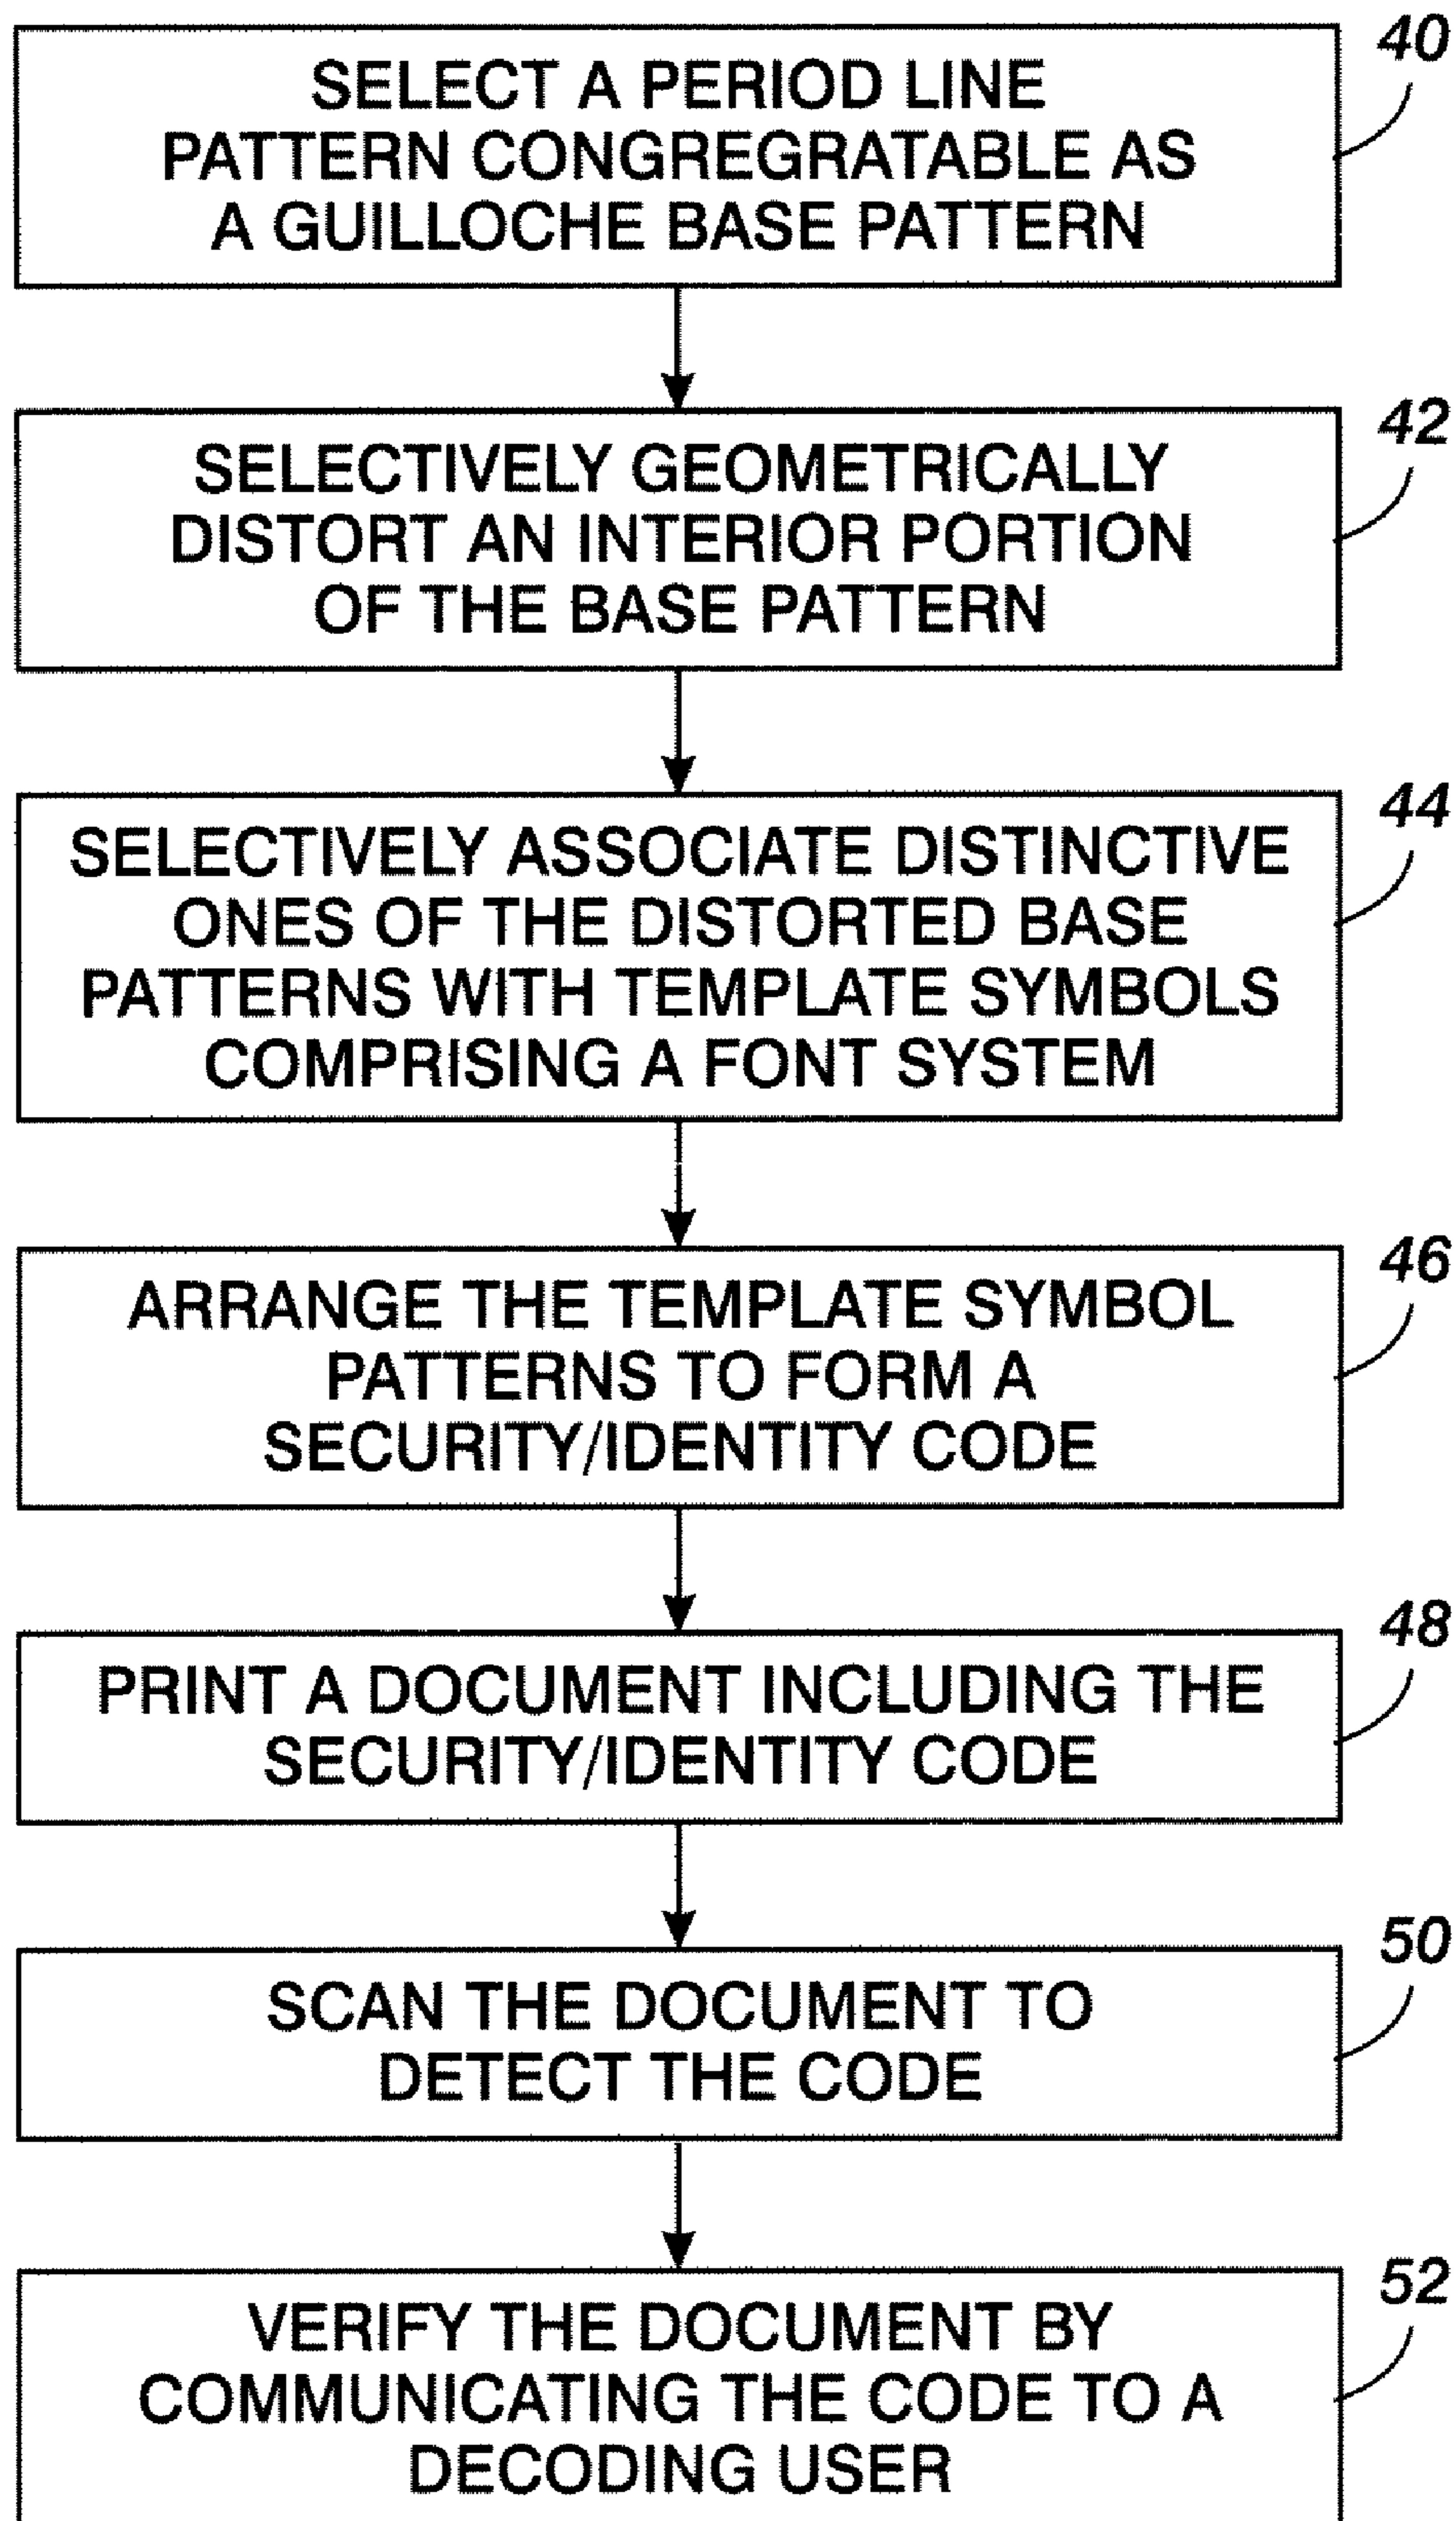 40
SELECT A PERIOD LINE
PATTERN CONGREGRATABLE AS
A GUILLOCHE BASE PATTERN
42
SELECTIVELY GEOMETRICALLY
DISTORT AN INTERIOR PORTION
OF THE BASE PATTERN
44
SELECTIVELY ASSOCIATE DISTINCTIVE
ONES OF THE DISTORTED BASE
PATTERNS WITH TEMPLATE SYMBOLS
COMPRISING A FONT SYSTEM
46
ARRANGE THE TEMPLATE SYMBOL
PATTERNS TO FORM A
SECURITY/IDENTITY CODE
48
PRINT A DOCUMENT INCLUDING THE
SECURITY/IDENTITY CODE
50
SCAN THE DOCUMENT TO
DETECT THE CODE
52
VERIFY THE DOCUMENT BY
COMMUNICATING THE CODE TO A
DECODING USER